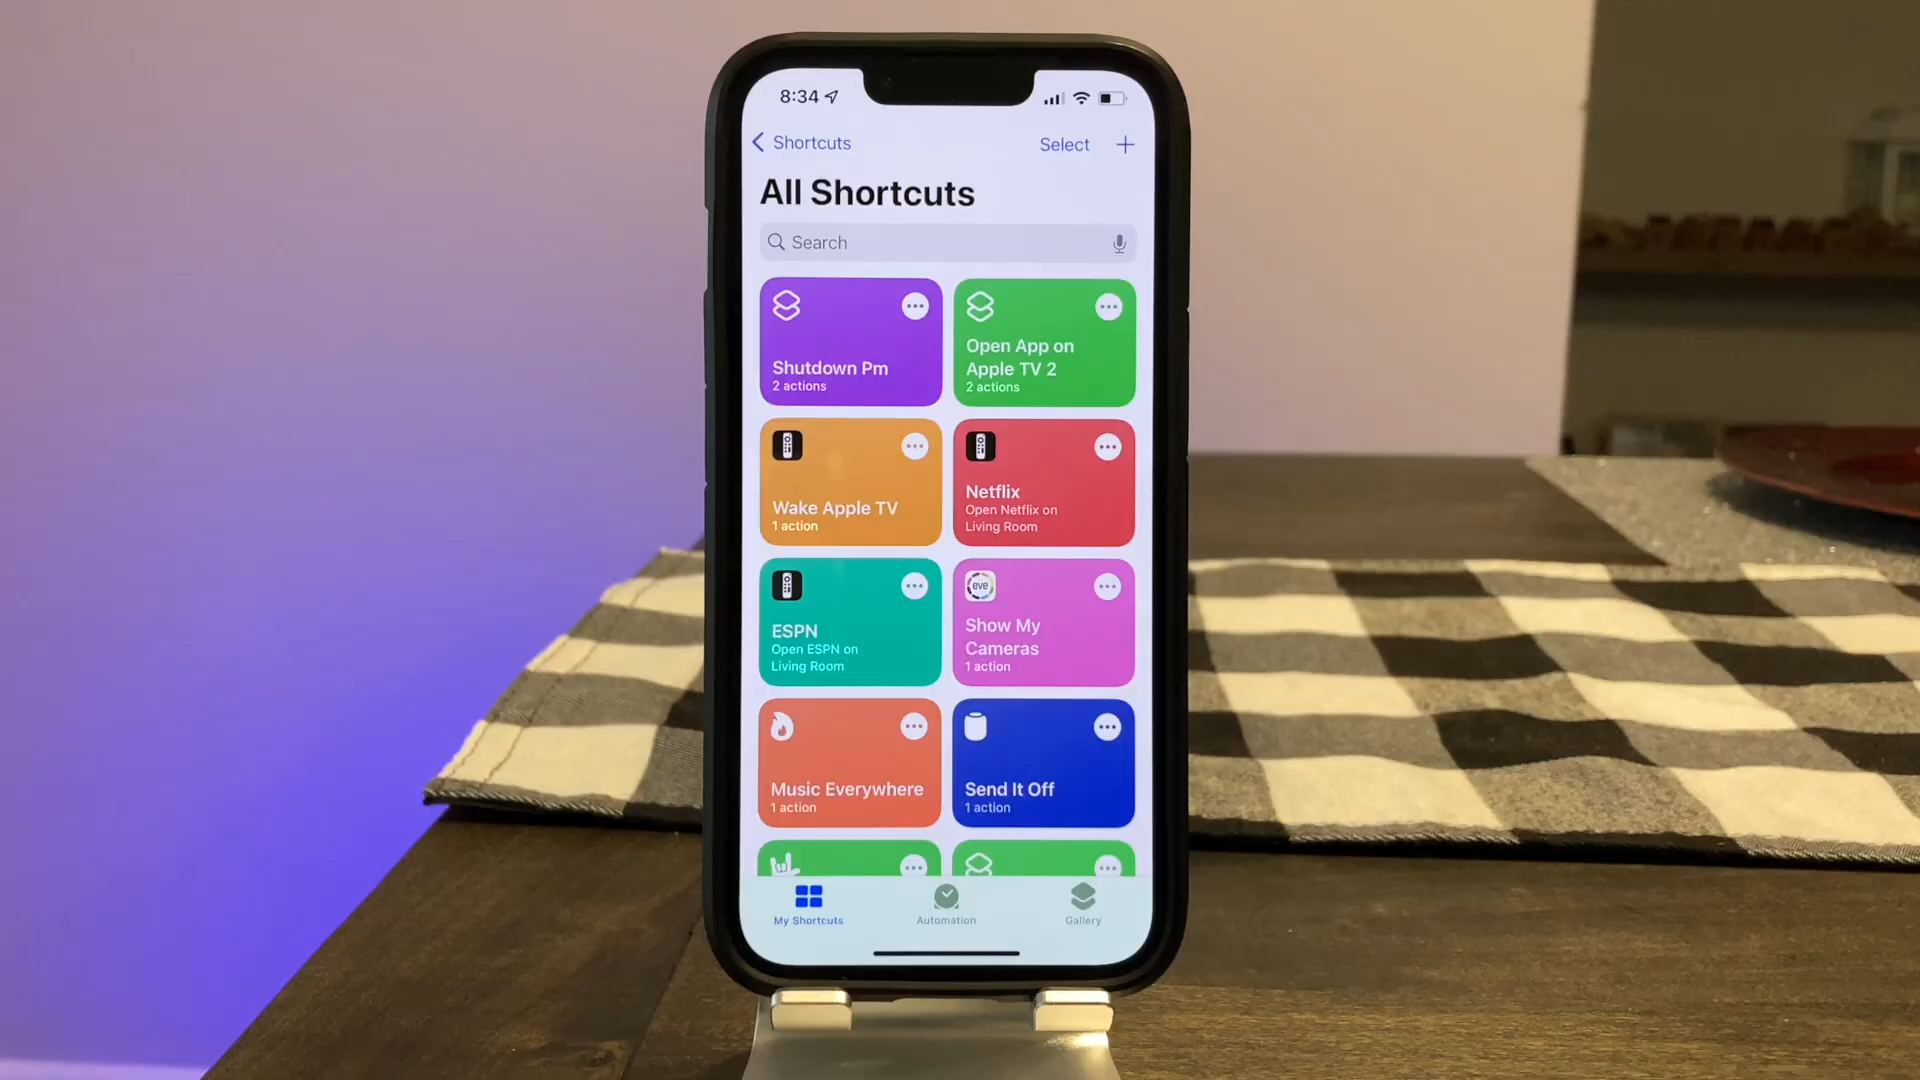 8:34
Shortcuts
Select
All Shortcuts
Search
Shutdown Pm
2 actions
Open App on
Apple TV 2
2 actions
Wake Apple TV
1 action
Netflix
Open Netflix on
Living Room
ESPN
Open ESPN on
Living Room
eve
Show My
Cameras
1 action
Music Everywhere
1 action
Send It Off
1 action
My Shortcuts
Automation
Gallery